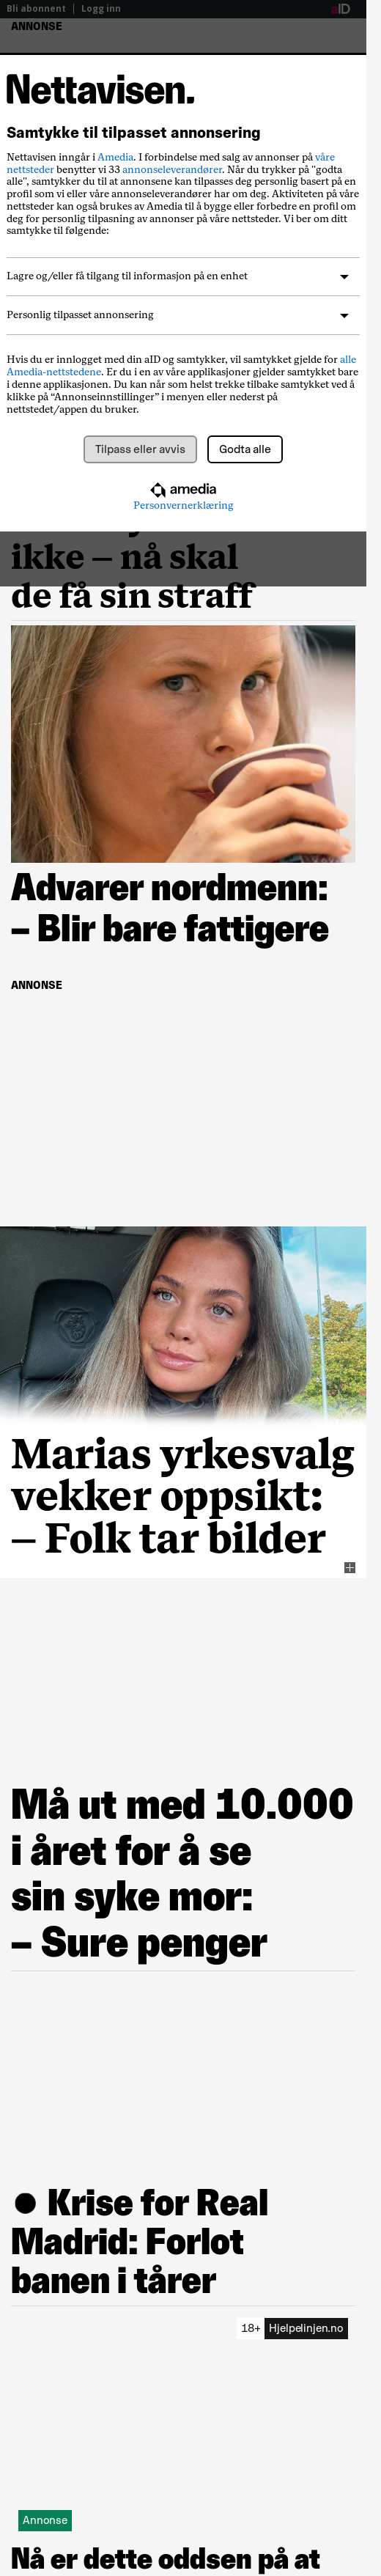 Bli abonnent | Logg inn
aID
ANNONSE
Nettavisen.
Samtykke til tilpasset annonsering
Nettavisen inngår i Amedia. I forbindelse med salg av annonser på våre
nettsteder benytter vi 33 annonseleverandører. Når du trykker på "godta
alle", samtykker du til at annonsene kan tilpasses deg personlig basert på en
profil som vi eller våre annonseleverandører har om deg. Aktiviteten på våre
nettsteder kan også brukes av Amedia til å bygge eller forbedre en profil om
deg for personlig tilpasning av annonser på våre nettsteder. Vi ber om ditt
samtykke til følgende:
Lagre og/eller få tilgang til informasjon på en enhet
Personlig tilpasset annonsering
Hvis du er innlogget med din aID og samtykker, vil samtykket gjelde for alle
Amedia-nettstedene. Er du i en av våre applikasjoner gjelder samtykket bare
i denne applikasjonen. Du kan når som helst trekke tilbake samtykket ved å
klikke på “Annonseinnstillinger” i menyen eller nederst på
nettstedet/appen du bruker.
Tilpass eller avvis
Godta alle
amedia
Personvernerklæring
ikke – nå skal
de få sin straff
Advarer nordmenn:
– Blir bare fattigere
ANNONSE
Marias yrkesvalg
vekker oppsikt:
– Folk tar bilder
Må ut med 10.000
i året for å se
sin syke mor:
– Sure penger
● Krise for Real
Madrid: Forlot
banen i tårer
18+ Hjelpelinjen.no
Annonse
Nå er dette oddsen på at